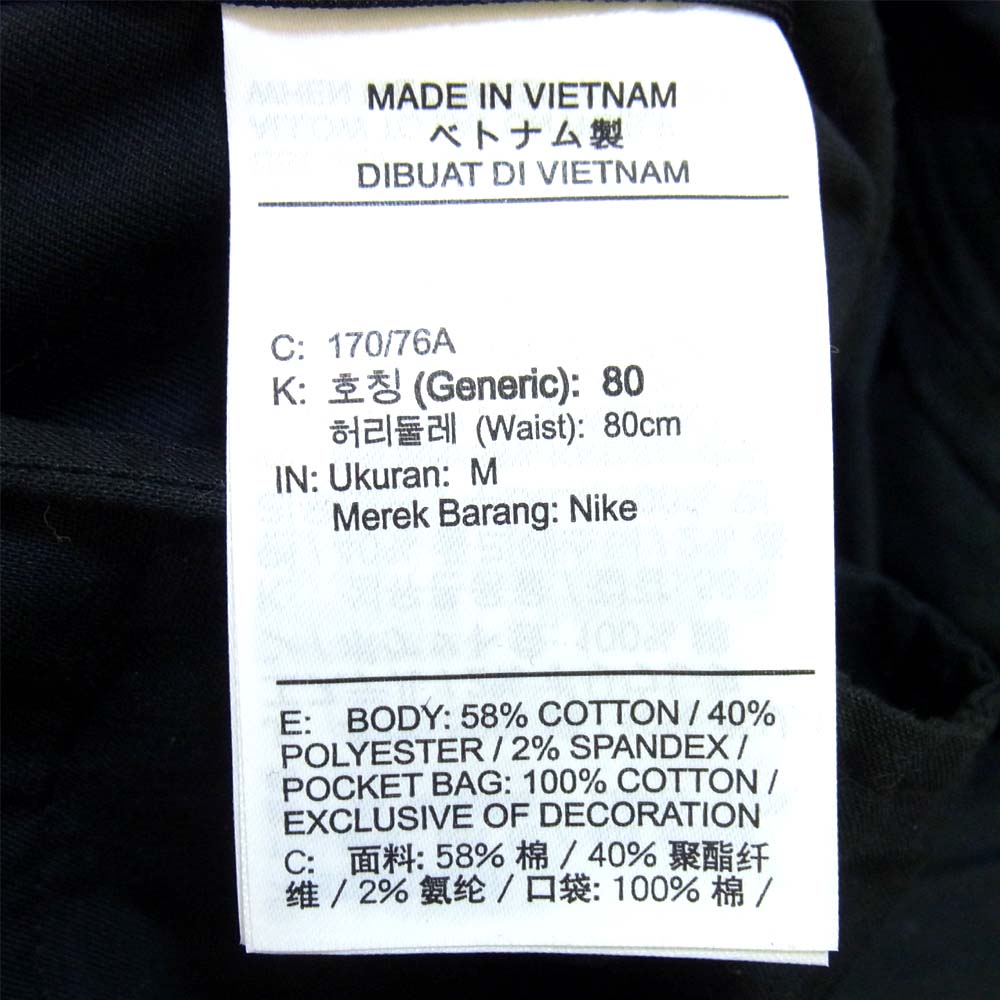 MADE IN VIETNAM
ベトナム製
DIBUAT DI VIETNAM
C: 170/76A
K: 호칭 (Generic): 80
허리둘레 (Waist): 80cm
IN: Ukuran: M
Merek Barang: Nike
E: BODY: 58% COTTON / 40%
POLYESTER / 2% SPANDEX /
POCKET BAG: 100% COTTON /
EXCLUSIVE OF DECORATION
C: 面料: 58% 棉 / 40% 聚酯纤
维 / 2% 氨纶 / 口袋: 100% 棉 /